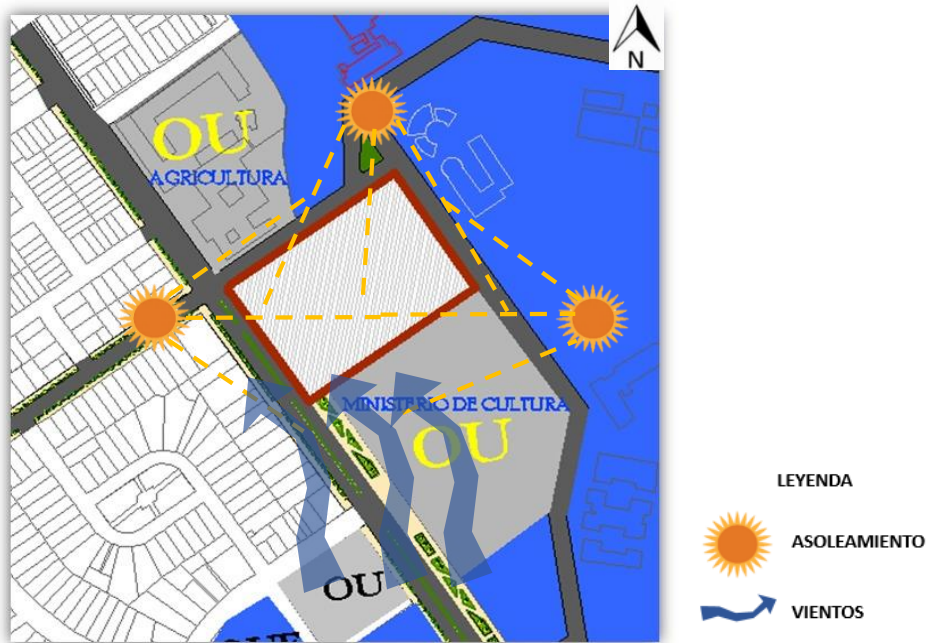 N
OU
AGRICULTURA
MINISTERIO DE CULTURA
OU
OU
LEYENDA
ASOLEAMIENTO
VIENTOS